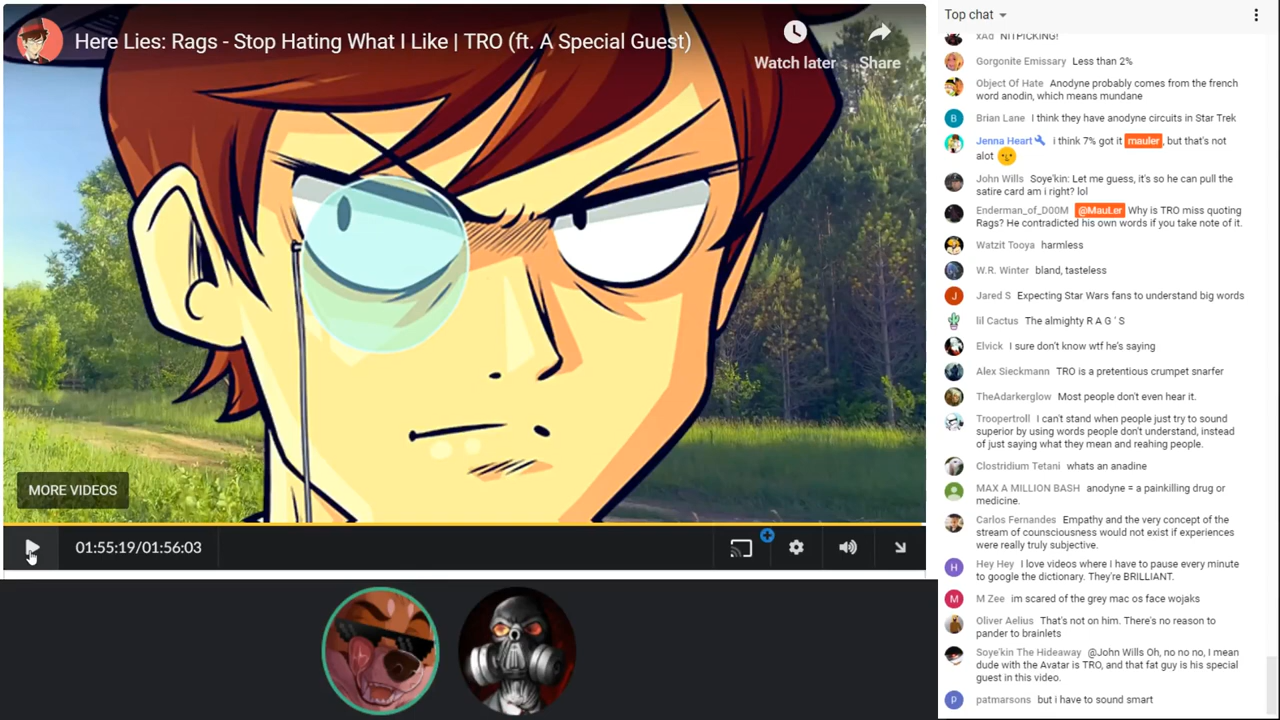 Here Lies: Rags - Stop Hating What I Like | TRO (ft. A Special Guest)
Watch later
Share
MORE VIDEOS
01:55:19/01:56:03
Top chat
xAd NITPICKING!
Gorgonite Emissary Less than 2%
Object Of Hate Anodyne probably comes from the french
word anodin, which means mundane
B
Brian Lane I think they have anodyne circuits in Star Trek
Jenna Heart i think 7% got it mauler, but that's not
alot
John Wills Soye'kin: Let me guess, it's so he can pull the
satire card am i right? lol
Enderman_of_D00M @MauLer Why is TRO miss quoting
Rags? He contradicted his own words if you take note of it.
Watzit Tooya harmless
W.R. Winter bland, tasteless
J
Jared S Expecting Star Wars fans to understand big words
lil Cactus The almighty R A G ' S
Elvick I sure don't know wtf he's saying
Alex Sieckmann TRO is a pretentious crumpet snarfer
TheAdarkerglow Most people don't even hear it.
Troopertroll I can't stand when people just try to sound
superior by using words people don't understand, instead
of just saying what they mean and reahing people.
Clostridium Tetani whats an anadine
MAX A MILLION BASH anodyne = a painkilling drug or
medicine.
Carlos Fernandes Empathy and the very concept of the
stream of counsciousness would not exist if experiences
were really truly subjective.
H
Hey Hey I love videos where I have to pause every minute
to google the dictionary. They're BRILLIANT.
M
M Zee im scared of the grey mac os face wojaks
Oliver Aelius That's not on him. There's no reason to
pander to brainlets
Soye'kin The Hideaway @John Wills Oh, no no no, I mean
dude with the Avatar is TRO, and that fat guy is his special
guest in this video.
P
patmarsons but i have to sound smart